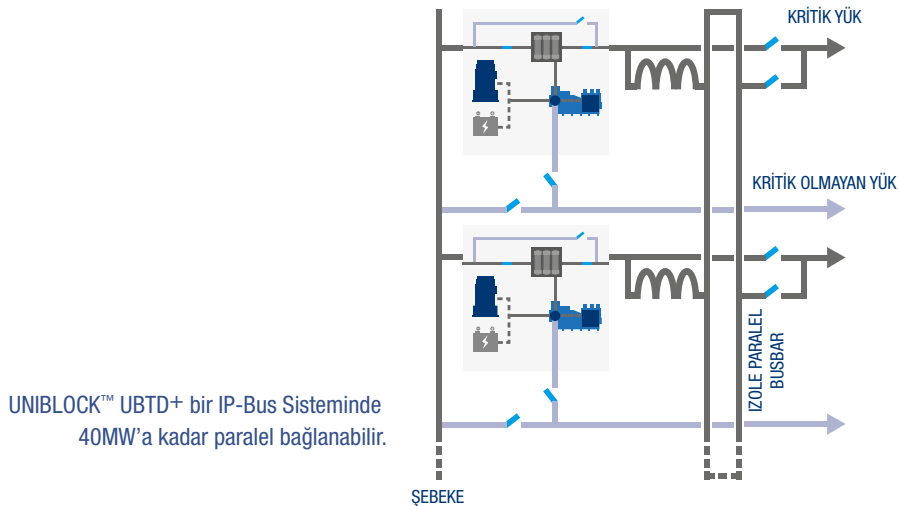 KRİTİK YÜK
KRİTİK OLMAYAN YÜK
IZOLE PARALEL
BUSBAR
UNIBLOCK™ UBTD+ bir IP-Bus Sisteminde
40MW'a kadar paralel bağlanabilir.
ŞEBEKE